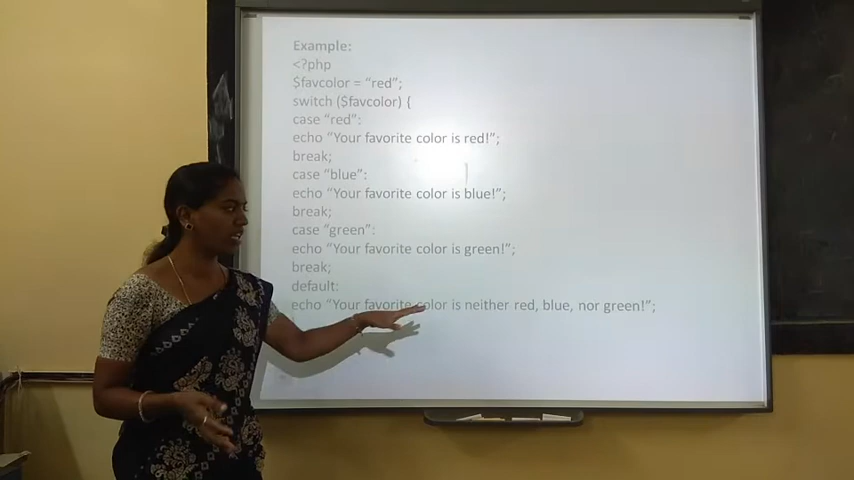 Example:
<?php
$favcolor = “red”;
switch ($favcolor) {
case “red”:
echo “Your favorite color is red!”;
break;
case “blue”:
echo “Your favorite color is blue!”;
break;
case “green”:
echo “Your favorite color is green!”;
break;
default:
echo “Your favorite color is neither red, blue, nor green!”;